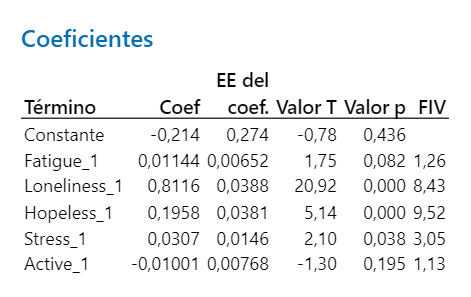 Coeficientes
EE del
Término Coef coef. Valor T Valor p FIV
Constante -0,214 0,274 -0,78 0,436
Fatigue_1 0,01144 0,00652 1,75 0,082 1,26
Loneliness_1 0,8116 0,0388 20,92 0,000 8,43
Hopeless_1 0,1958 0,0381 5,14 0,000 9,52
Stress_1 0,0307 0,0146 2,10 0,038 3,05
Active_1 -0,01001 0,00768 -1,30 0,195 1,13